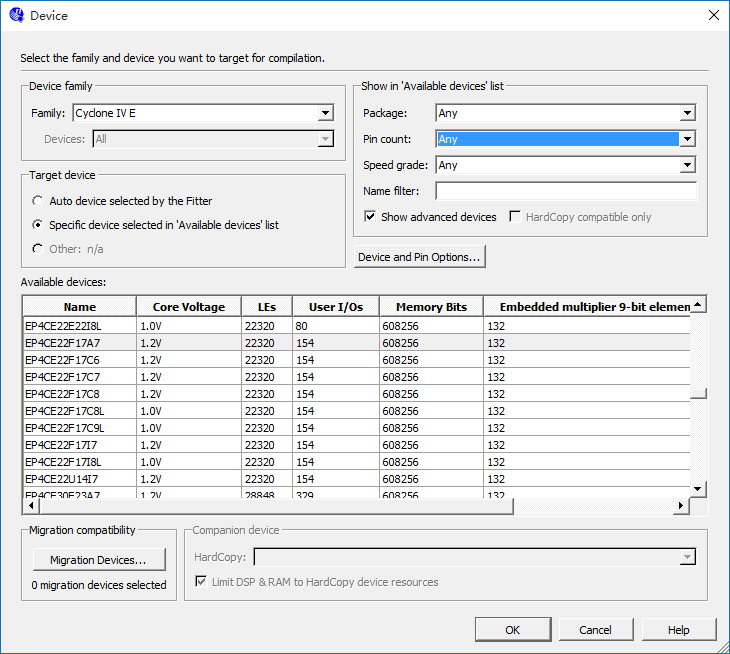 Device
Select the family and device you want to target for compilation.
Device family
Family: Cyclone IV E
Devices: All
Target device
Auto device selected by the Fitter
Specific device selected in 'Available devices' list
Other: n/a
Show in 'Available devices' list
Package: Any
Pin count: Any
Speed grade: Any
Name filter:
Show advanced devices HardCopy compatible only
Device and Pin Options...
Available devices:
Name Core Voltage LEs User I/Os Memory Bits Embedded multiplier 9-bit elemen
EP4CE22E22I8L 1.0V 22320 80 608256 132
EP4CE22F17A7 1.2V 22320 154 608256 132
EP4CE22F17C6 1.2V 22320 154 608256 132
EP4CE22F17C7 1.2V 22320 154 608256 132
EP4CE22F17C8 1.2V 22320 154 608256 132
EP4CE22F17C8L 1.0V 22320 154 608256 132
EP4CE22F17C9L 1.0V 22320 154 608256 132
EP4CE22F17I7 1.2V 22320 154 608256 132
EP4CE22F17I8L 1.0V 22320 154 608256 132
EP4CE22U14I7 1.2V 22320 154 608256 132
EP4CE30F23A7 1.2V 28848 329 608256 132
Migration compatibility
Migration Devices...
0 migration devices selected
Companion device
HardCopy:
Limit DSP & RAM to HardCopy device resources
OK Cancel Help